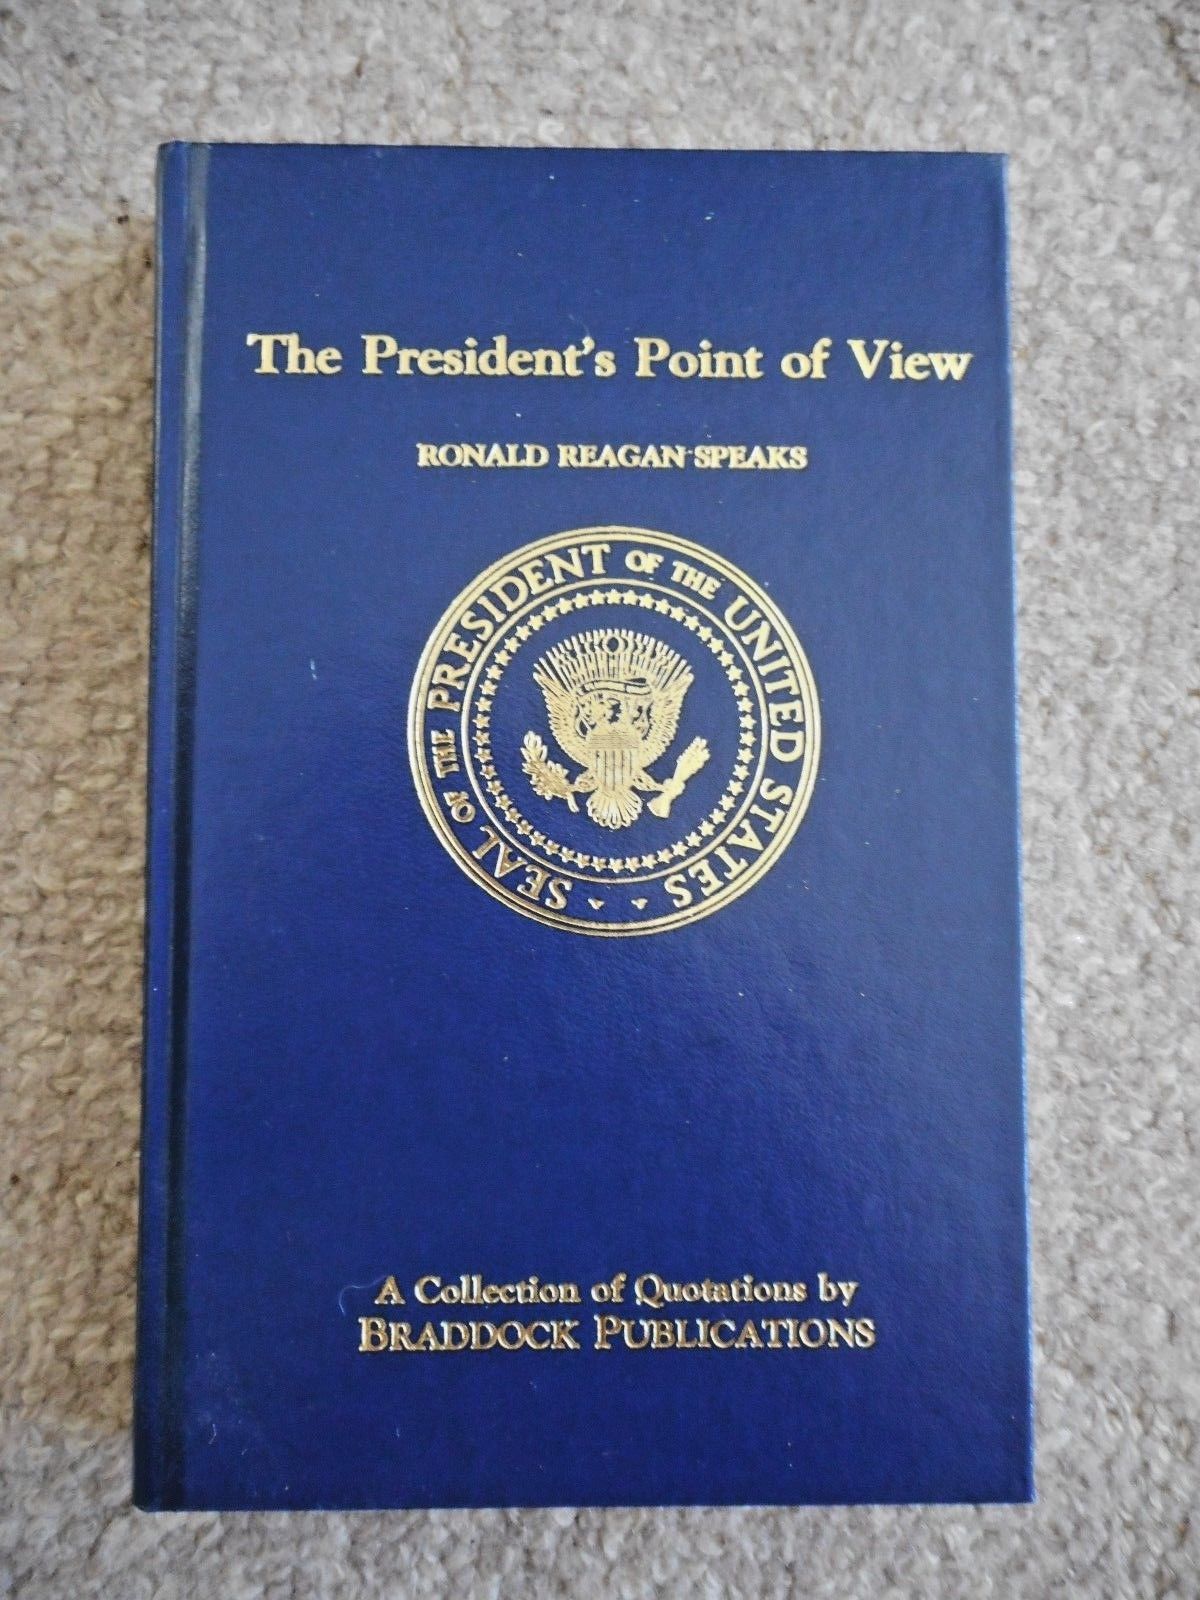 The President's Point of View
RONALD REAGAN SPEAKS
SEAL OF THE PRESIDENT OF THE UNITED STATES
A Collection of Quotations by
BRADDOCK PUBLICATIONS